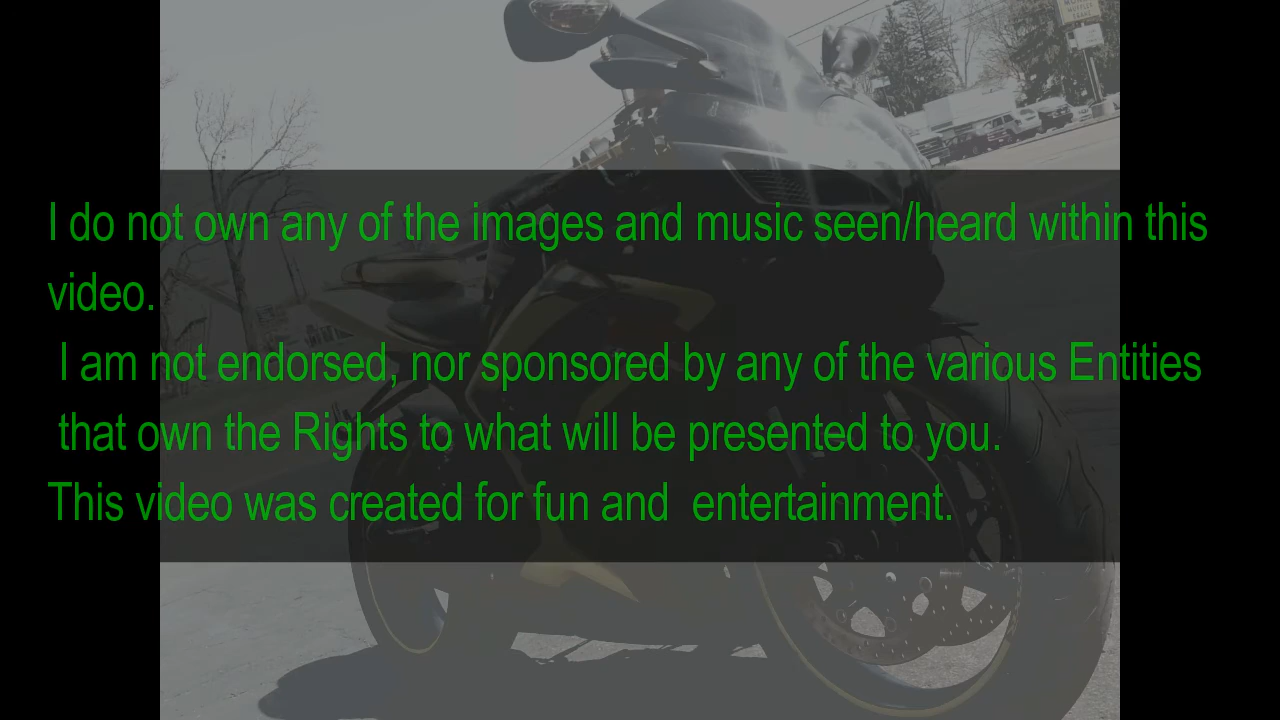 I do not own any of the images and music seen/heard within this
video.
I am not endorsed, nor sponsored by any of the various Entities
that own the Rights to what will be presented to you.
This video was created for fun and  entertainment.